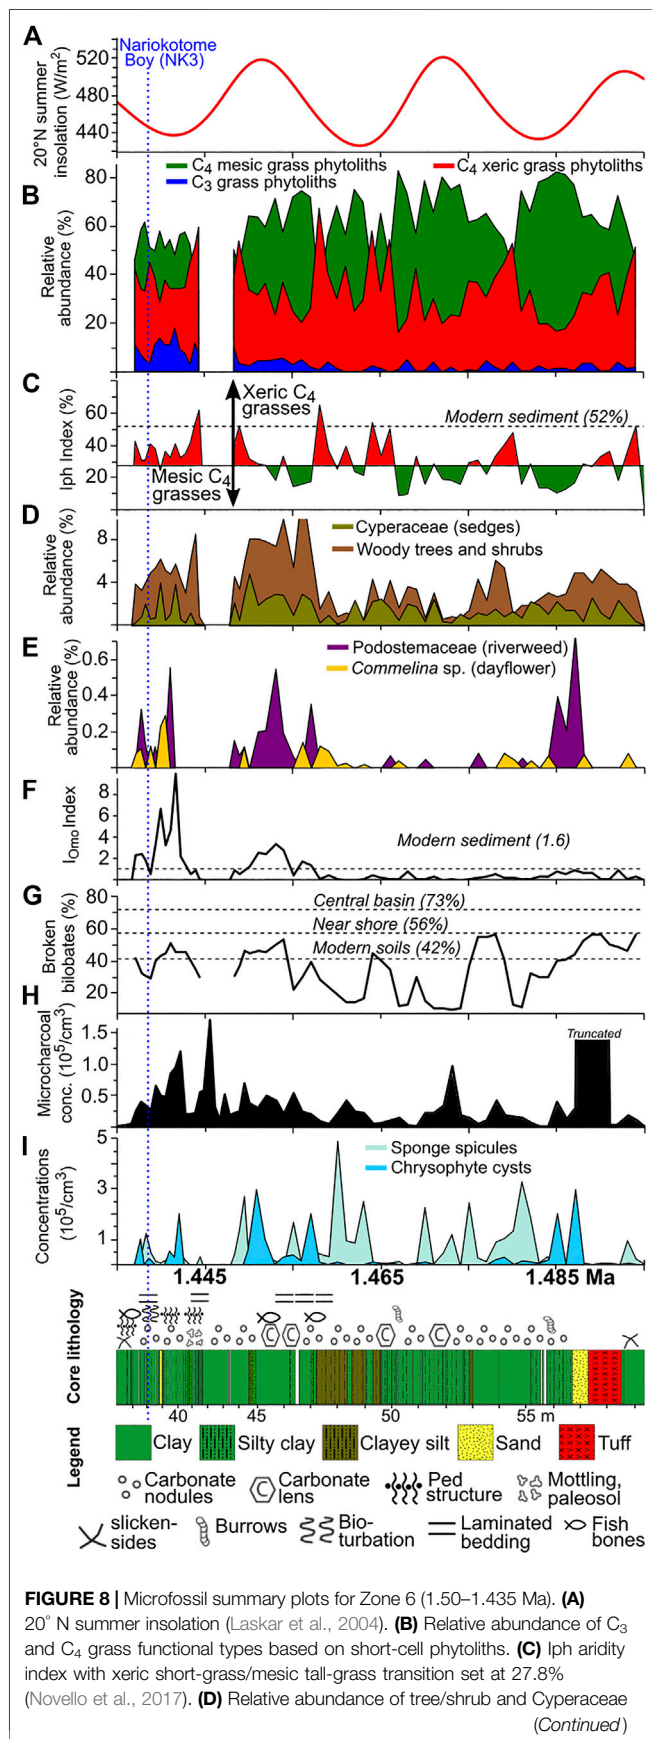 A
Nariokotome
Boy (NK3)
20°N summer
insolation (W/m²)
520
480
440
C₄ mesic grass phytoliths
C₄ xeric grass phytoliths
C₃ grass phytoliths
B
Relative
abundance (%)
80
60
40
20
C
Iph Index (%)
60
40
20
Xeric C₄
grasses
Modern sediment (52%)
Mesic C₄
grasses
D
Relative
abundance (%)
8
4
Cyperaceae (sedges)
Woody trees and shrubs
E
Relative
abundance (%)
0.6
0.4
0.2
Podostemaceae (riverweed)
Commelina sp. (dayflower)
F
I_Omo Index
8
6
4
2
Modern sediment (1.6)
G
Broken
bilobates (%)
80
60
40
20
Central basin (73%)
Near shore (56%)
Modern soils (42%)
H
Microcharcoal
conc. (10⁵/cm³)
1.5
1.0
0.5
Truncated
I
Concentrations
(10⁵/cm³)
5
3
1
Sponge spicules
Chrysophyte cysts
1.445 1.465 1.485 Ma
Core lithology
C C C C
40 45 50 55 m
Legend
Clay Silty clay Clayey silt Sand Tuff
Carbonate
nodules
C Carbonate
lens
Ped
structure
Mottling,
paleosol
slicken-
sides
Burrows
Bio-
turbation
Laminated
bedding
Fish
bones
FIGURE 8 | Microfossil summary plots for Zone 6 (1.50–1.435 Ma). (A)
20° N summer insolation (Laskar et al., 2004). (B) Relative abundance of C₃
and C₄ grass functional types based on short-cell phytoliths. (C) Iph aridity
index with xeric short-grass/mesic tall-grass transition set at 27.8%
(Novello et al., 2017). (D) Relative abundance of tree/shrub and Cyperaceae
(Continued)